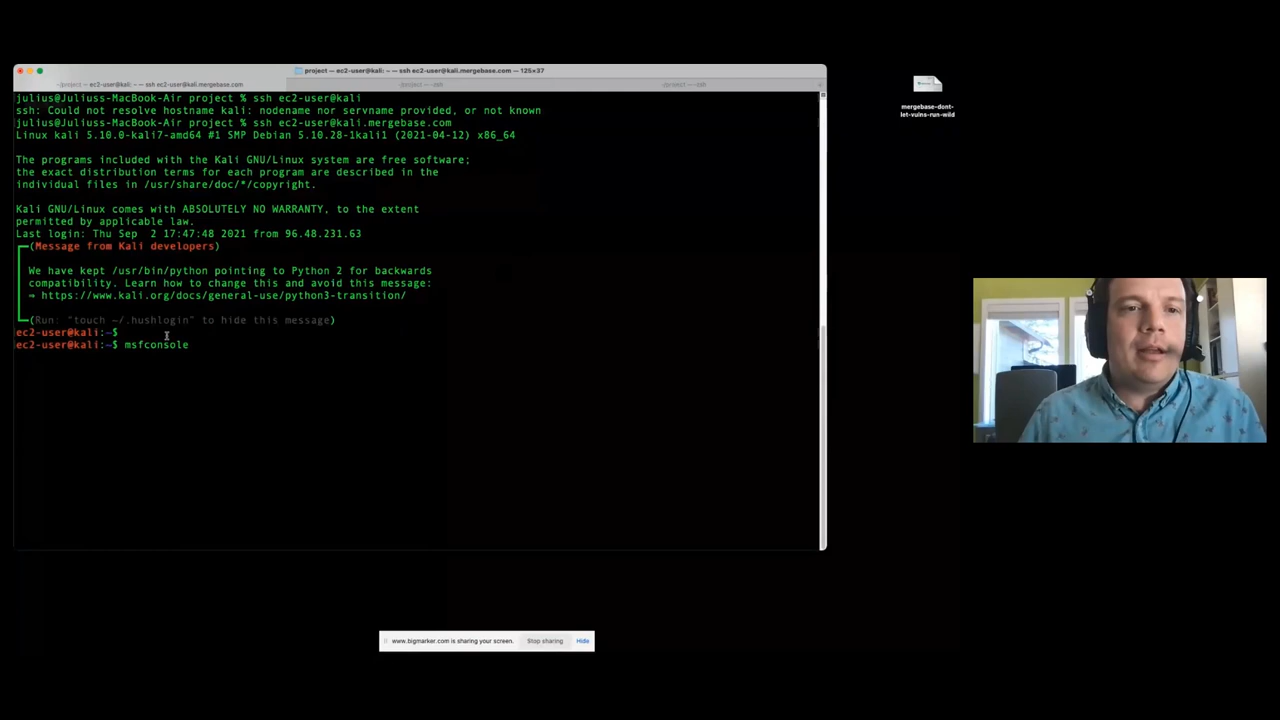 project — ec2-user@kali: ~ — ssh ec2-user@kali.mergebase.com — 125×37
~/project — ec2-user@kali: ~ — ssh ec2-user@kali.mergebase.com
~/project — -zsh
~/project — -zsh
julius@Juliuss-MacBook-Air project % ssh ec2-user@kali
ssh: Could not resolve hostname kali: nodename nor servname provided, or not known
julius@Juliuss-MacBook-Air project % ssh ec2-user@kali.mergebase.com
Linux kali 5.10.0-kali7-amd64 #1 SMP Debian 5.10.28-1kali1 (2021-04-12) x86_64
The programs included with the Kali GNU/Linux system are free software;
the exact distribution terms for each program are described in the
individual files in /usr/share/doc/*/copyright.
Kali GNU/Linux comes with ABSOLUTELY NO WARRANTY, to the extent
permitted by applicable law.
Last login: Thu Sep  2 17:47:48 2021 from 96.48.231.63
(Message from Kali developers)
We have kept /usr/bin/python pointing to Python 2 for backwards
compatibility. Learn how to change this and avoid this message:
⇒ https://www.kali.org/docs/general-use/python3-transition/
(Run: "touch ~/.hushlogin" to hide this message)
ec2-user@kali:~$
ec2-user@kali:~$ msfconsole
mergebase-dont-
let-vulns-run-wild
www.bigmarker.com is sharing your screen.
Stop sharing
Hide